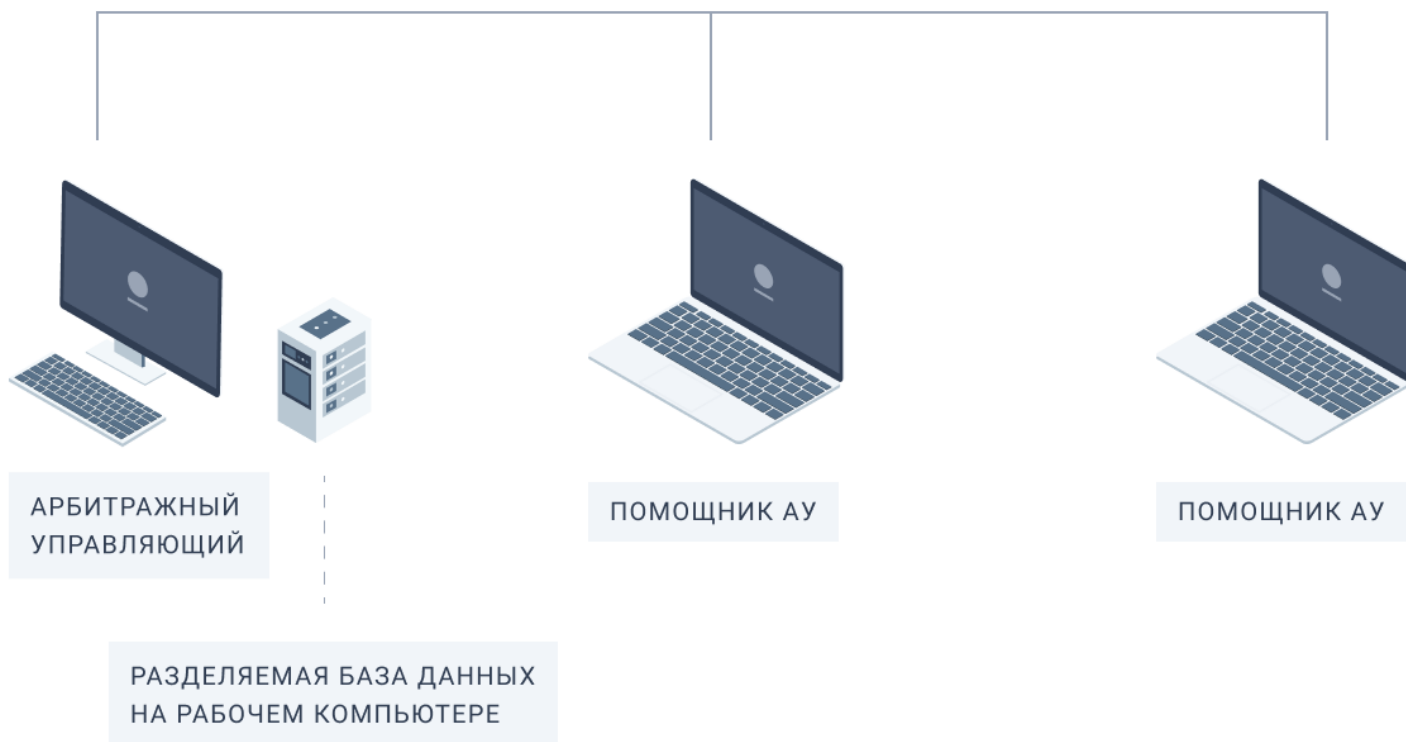 АРБИТРАЖНЫЙ
УПРАВЛЯЮЩИЙ
ПОМОЩНИК АУ
ПОМОЩНИК АУ
РАЗДЕЛЯЕМАЯ БАЗА ДАННЫХ
НА РАБОЧЕМ КОМПЬЮТЕРЕ